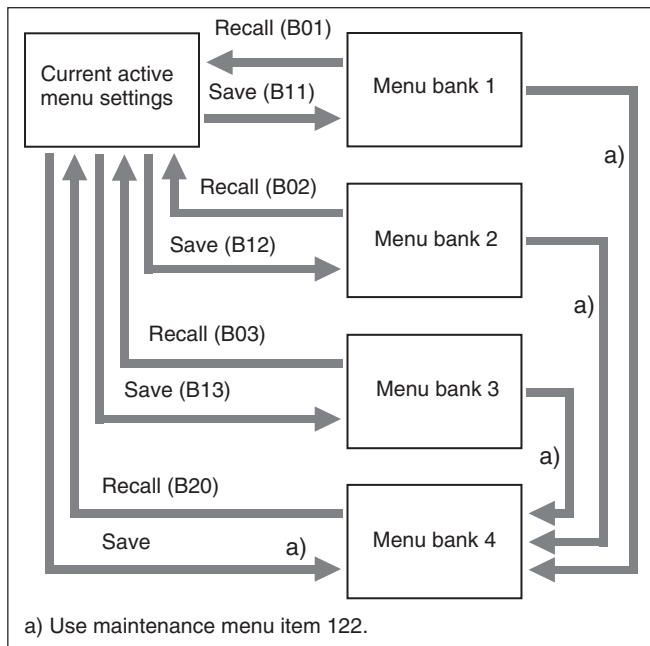 Recall (B01)
Current active
menu settings
Menu bank 1
Save (B11)
a)
Recall (B02)
Menu bank 2
Save (B12)
a)
Recall (B03)
Menu bank 3
Save (B13)
a)
Recall (B20)
Menu bank 4
Save
a)
a) Use maintenance menu item 122.